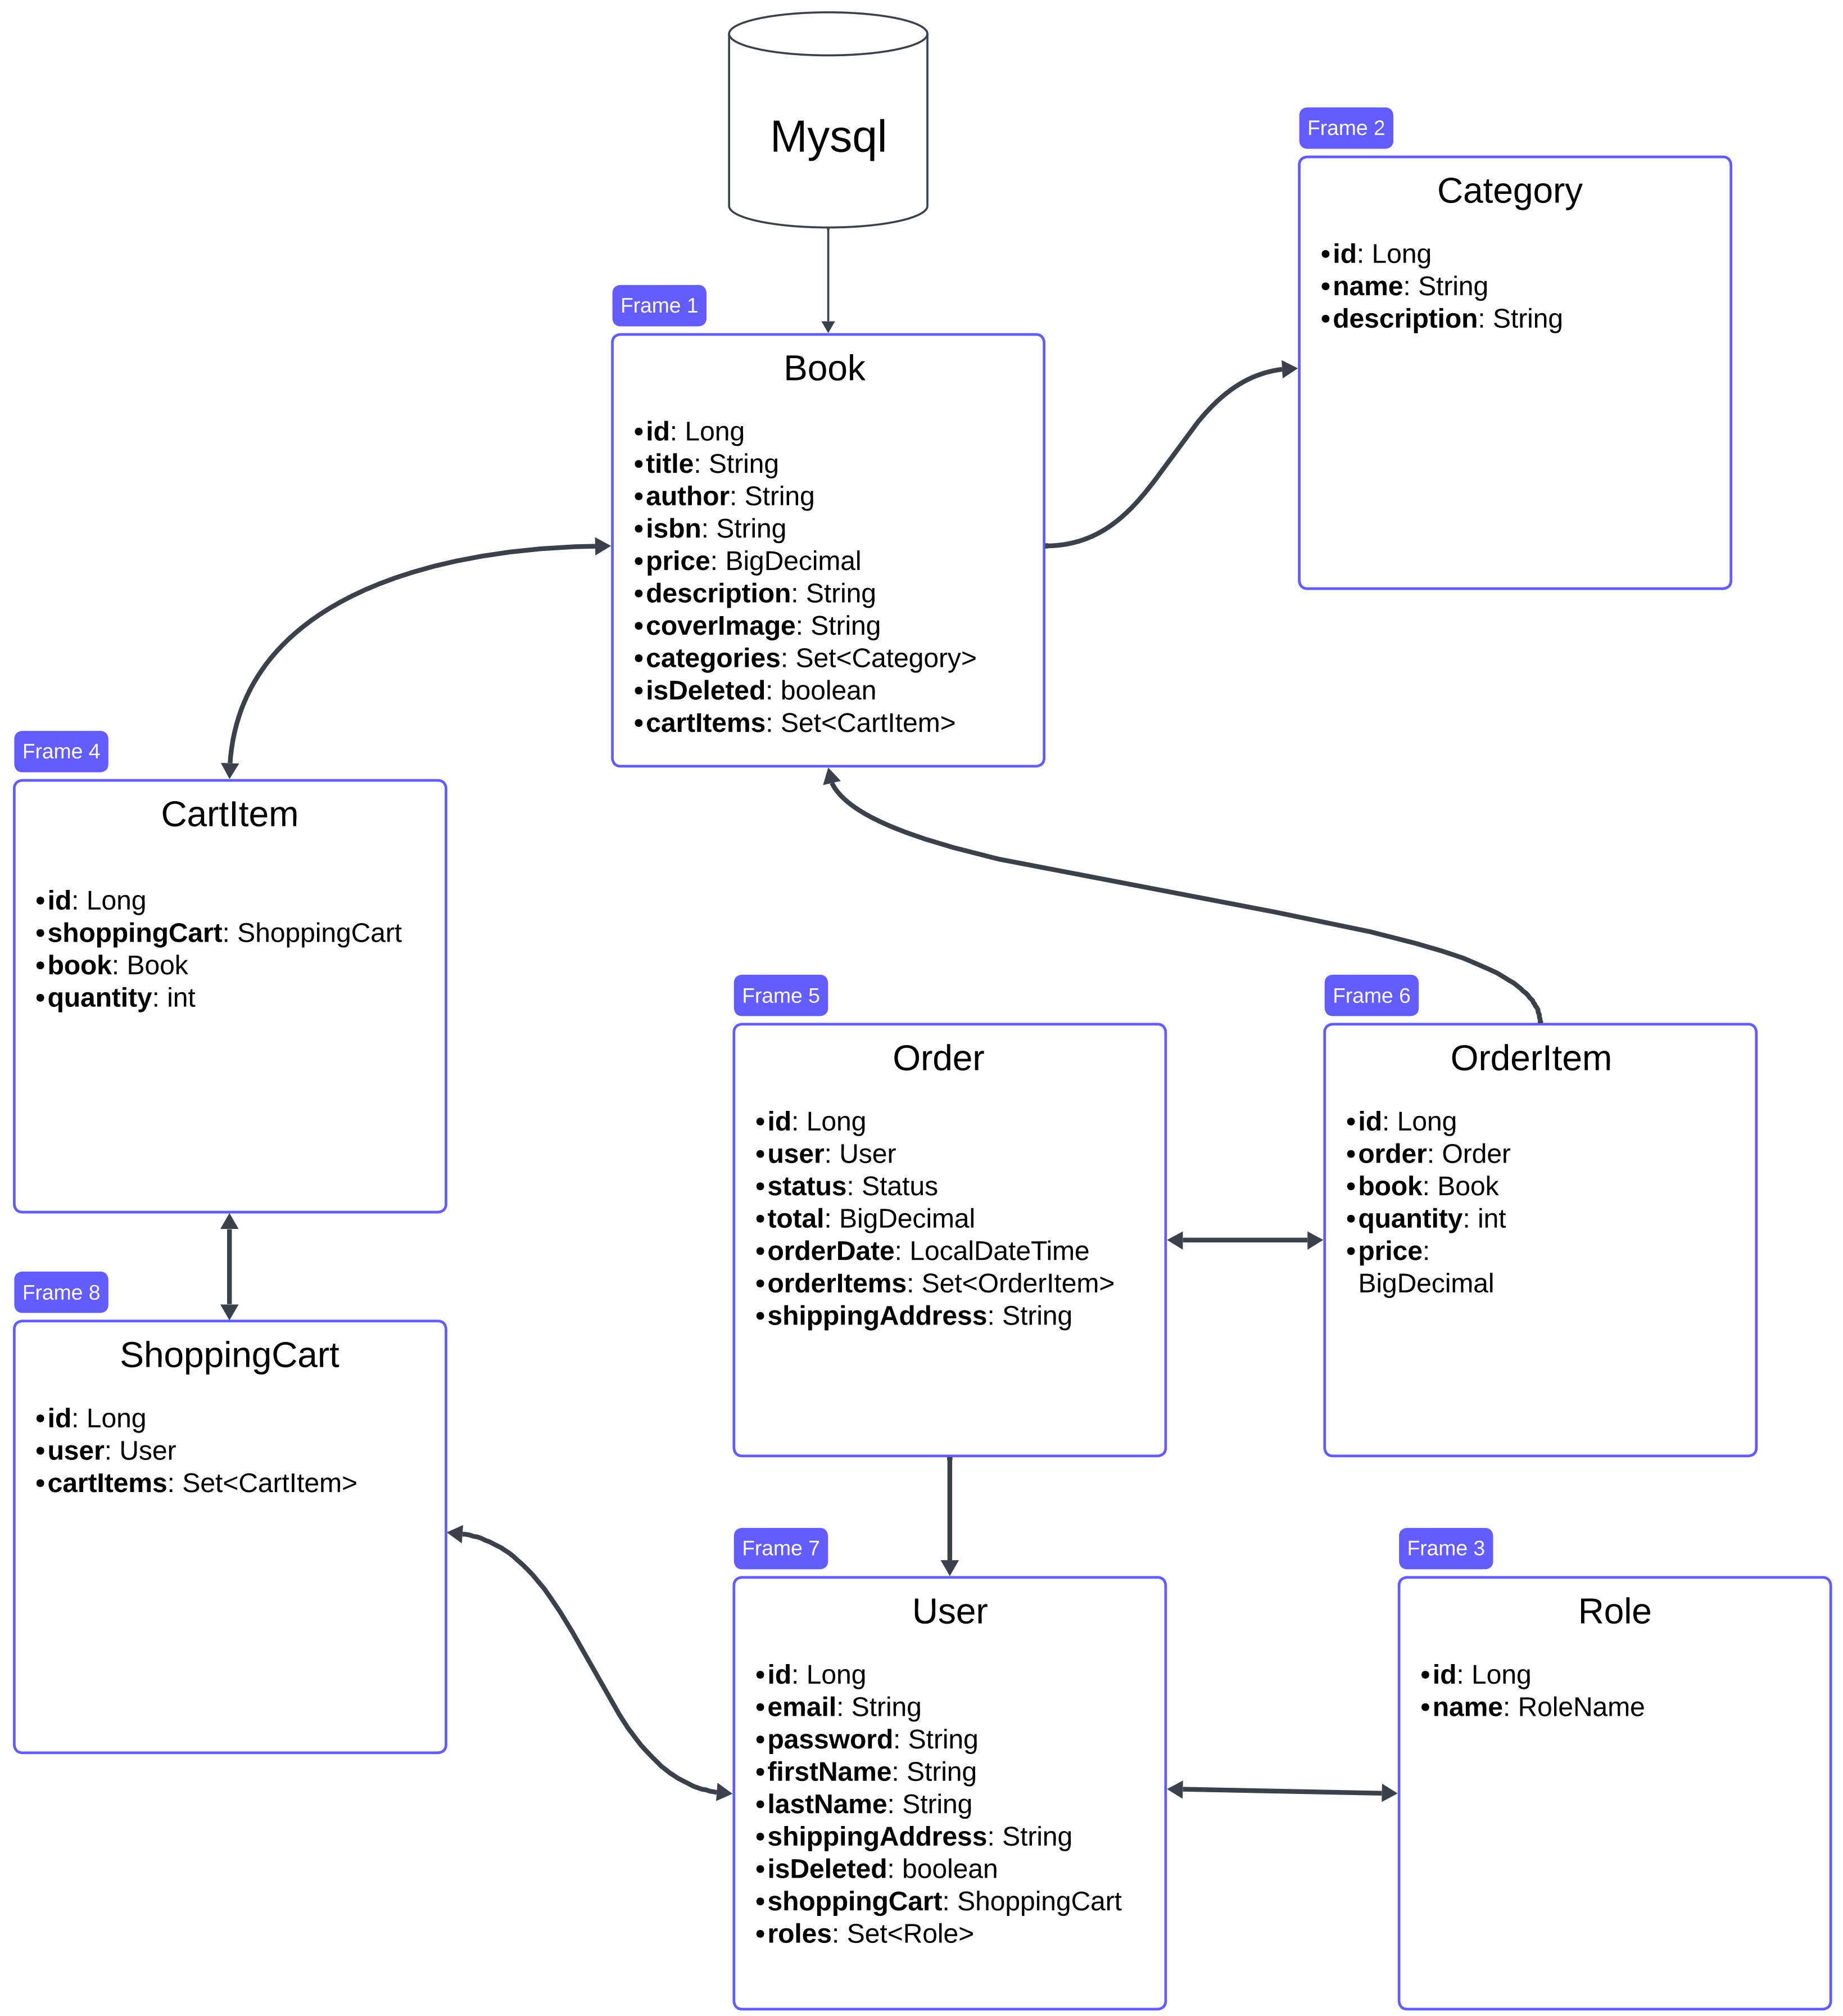 Mysql
Frame 2
Category
•id: Long
•name: String
•description: String
Frame 1
Book
•id: Long
•title: String
•author: String
•isbn: String
•price: BigDecimal
•description: String
•coverImage: String
•categories: Set<Category>
•isDeleted: boolean
•cartItems: Set<CartItem>
Frame 4
CartItem
•id: Long
•shoppingCart: ShoppingCart
•book: Book
•quantity: int
Frame 5
Order
•id: Long
•user: User
•status: Status
•total: BigDecimal
•orderDate: LocalDateTime
•orderItems: Set<OrderItem>
•shippingAddress: String
Frame 6
OrderItem
•id: Long
•order: Order
•book: Book
•quantity: int
•price:
BigDecimal
Frame 8
ShoppingCart
•id: Long
•user: User
•cartItems: Set<CartItem>
Frame 7
User
•id: Long
•email: String
•password: String
•firstName: String
•lastName: String
•shippingAddress: String
•isDeleted: boolean
•shoppingCart: ShoppingCart
•roles: Set<Role>
Frame 3
Role
•id: Long
•name: RoleName